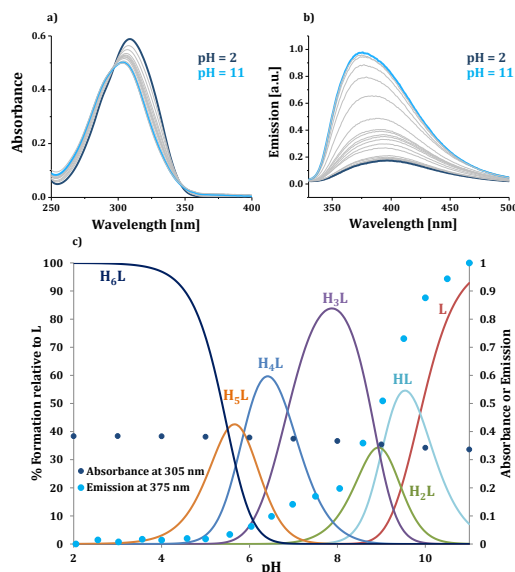 a)
b)
pH = 2
pH = 11
Absorbance
0.6
0.4
0.2
0.0
250
300
350
400
Wavelength [nm]
pH = 2
pH = 11
Emission [a.u.]
1.0
0.8
0.6
0.4
0.2
0.0
350
400
450
500
Wavelength [nm]
c)
% Formation relative to L
100
90
80
70
60
50
40
30
20
10
0
H₆L
H₅L
H₄L
H₃L
H₂L
HL
L
Absorbance at 305 nm
Emission at 375 nm
1
0.9
0.8
0.7
0.6
0.5
0.4
0.3
0.2
0.1
0
Absorbance or Emission
2
4
6
8
10
pH